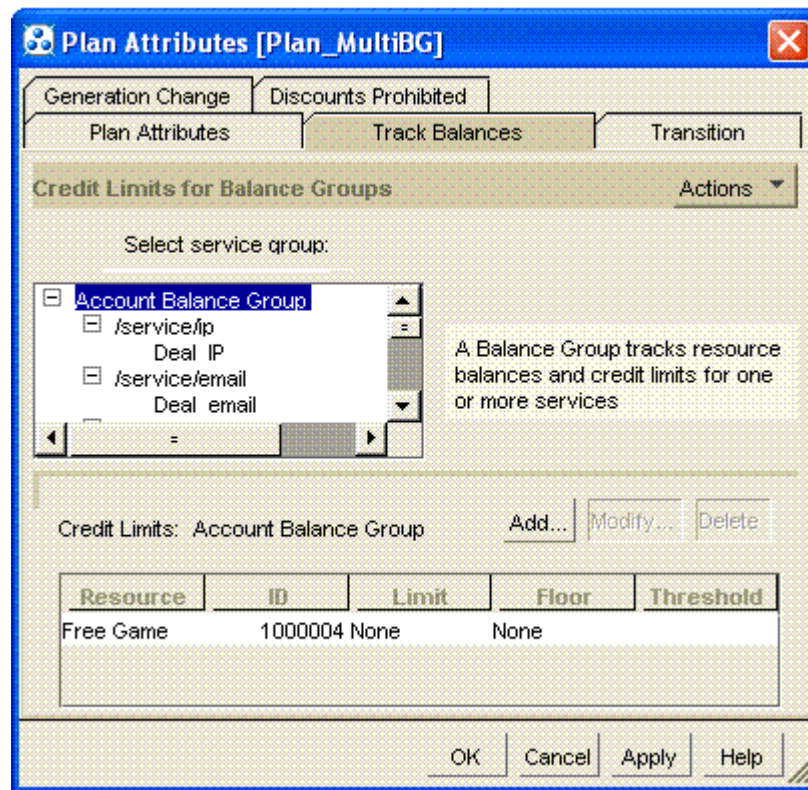 Plan Attributes [Plan_MultiBG]
Generation Change Discounts Prohibited
Plan Attributes Track Balances Transition
Credit Limits for Balance Groups Actions
Select service group:
Account Balance Group
/service/ip
Deal IP
/service/email
Deal email
A Balance Group tracks resource
balances and credit limits for one
or more services
Credit Limits: Account Balance Group Add... Modify... Delete
Resource ID Limit Floor Threshold
Free Game 1000004 None None
OK Cancel Apply Help